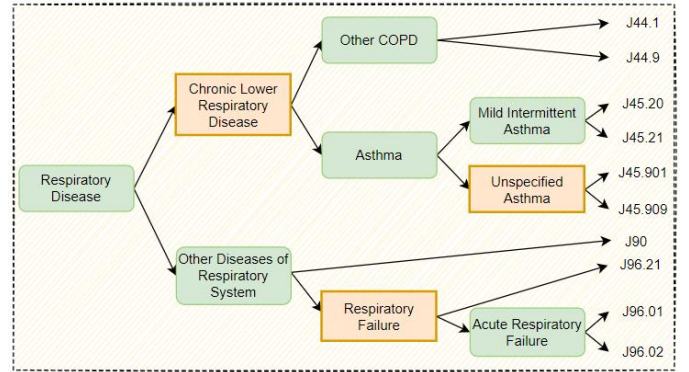 J44.1
Other COPD
J44.9
Chronic Lower
Respiratory
Disease
J45.20
Mild Intermittent
Asthma
J45.21
Asthma
Respiratory
Disease
J45.901
Unspecified
Asthma
J45.909
Other Diseases of
Respiratory
System
J90
J96.21
Respiratory
Failure
J96.01
Acute Respiratory
Failure
J96.02